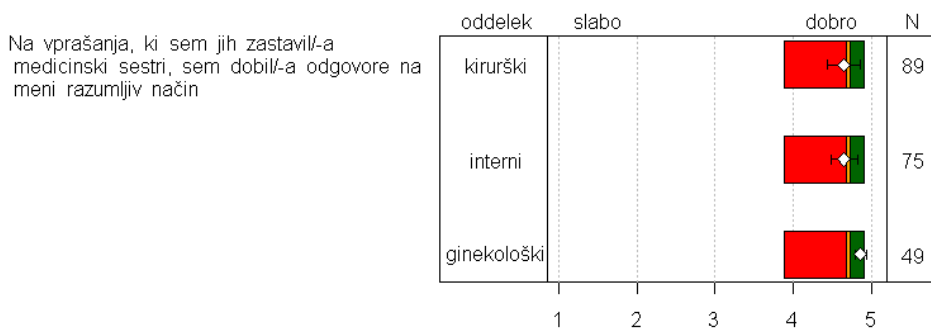 oddelek slabo dobro N
Na vprašanja, ki sem jih zastavil/-a
medicinski sestri, sem dobil/-a odgovore na
meni razumljiv način
kirurški 89
interni 75
ginekološki 49
1 2 3 4 5